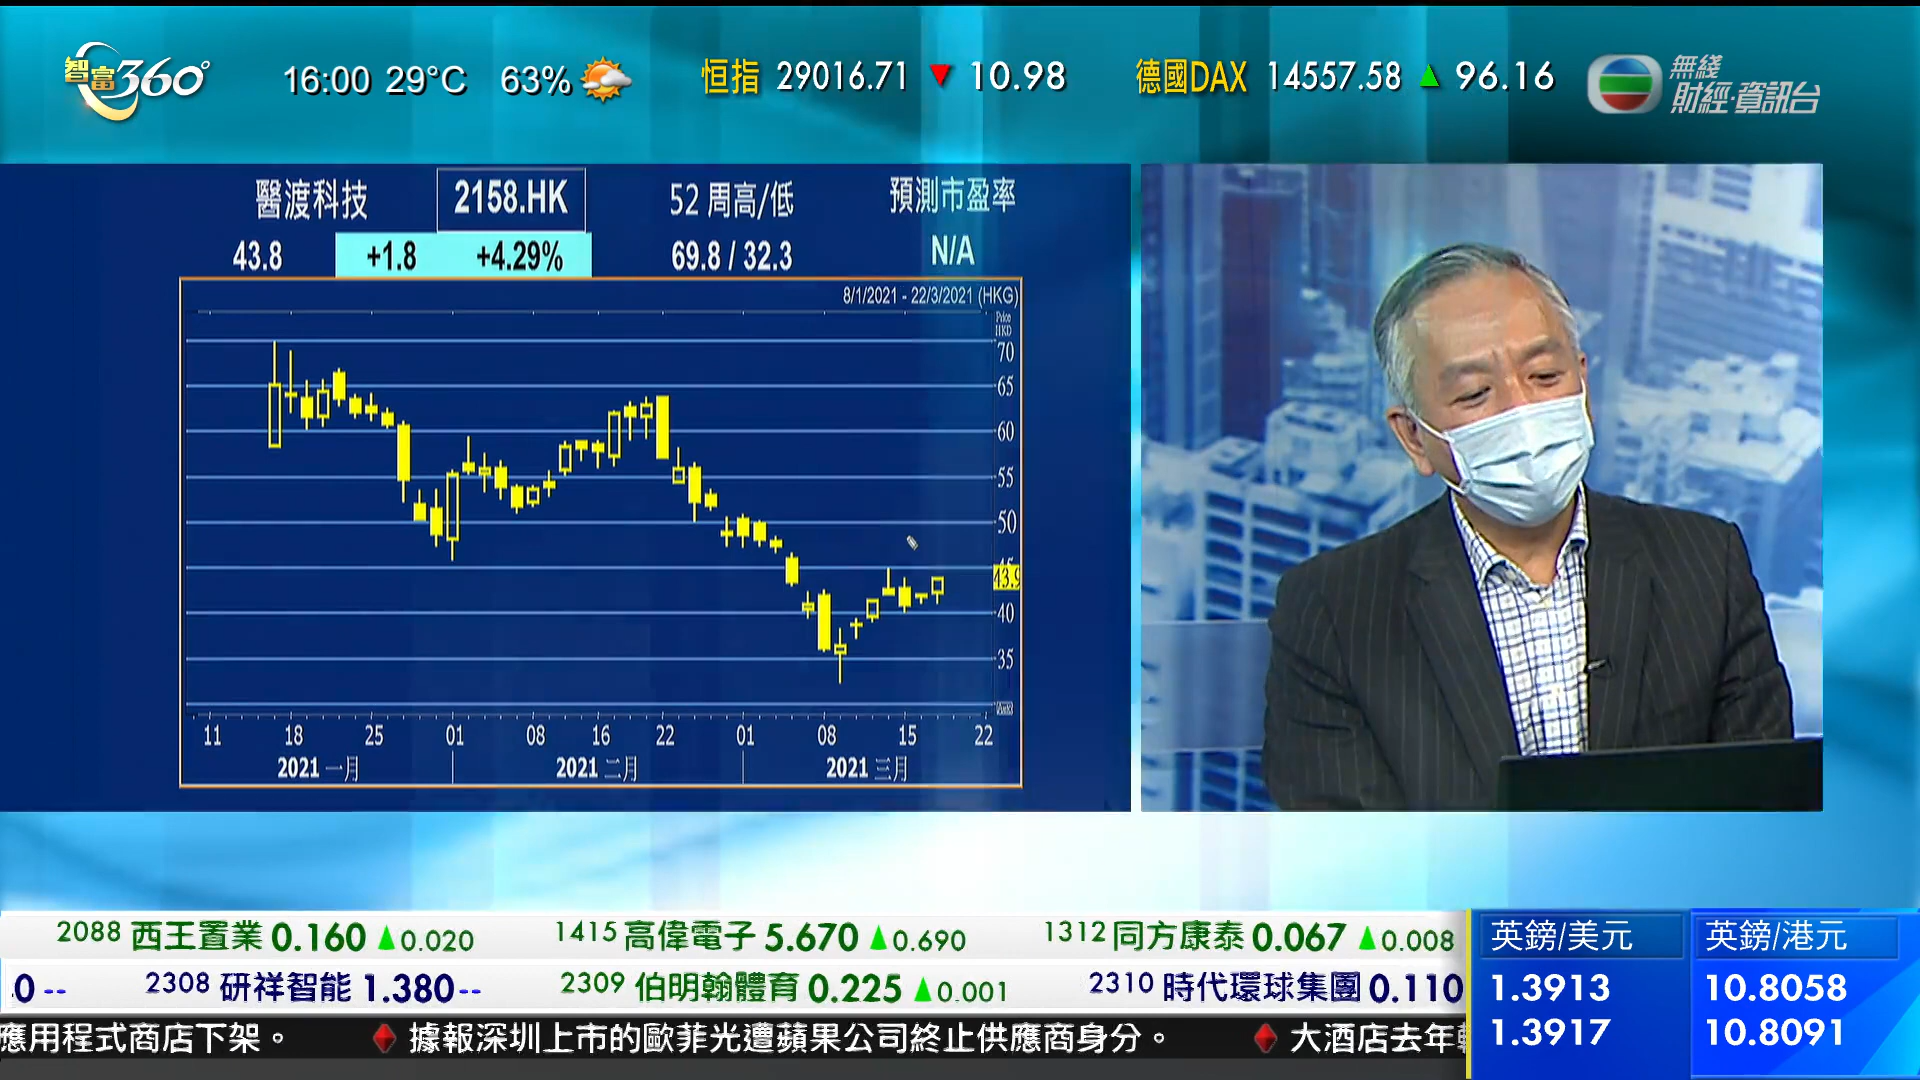 智富360°
16:00 29°C 63%
恒指 29016.71 ▼ 10.98
德國DAX 14557.58 ▲ 96.16
無綫
財經·資訊台
醫渡科技 2158.HK 52 周高/低 預測市盈率
43.8 +1.8 +4.29% 69.8 / 32.3 N/A
8/1/2021 - 22/3/2021 (HKG)
Price
HKD
70
65
60
55
50
45
43.9
40
35
11 18 25 01 08 16 22 01 08 15 22
2021 一月 2021 二月 2021 三月
2088 西王置業 0.160 ▲ 0.020 1415 高偉電子 5.670 ▲ 0.690 1312 同方康泰 0.067 ▲ 0.008
0 -- 2308 研祥智能 1.380 -- 2309 伯明翰體育 0.225 ▲ 0.001 2310 時代環球集團 0.110
應用程式商店下架。 據報深圳上市的歐菲光遭蘋果公司終止供應商身分。 大酒店去年
英鎊/美元
1.3913
1.3917
英鎊/港元
10.8058
10.8091